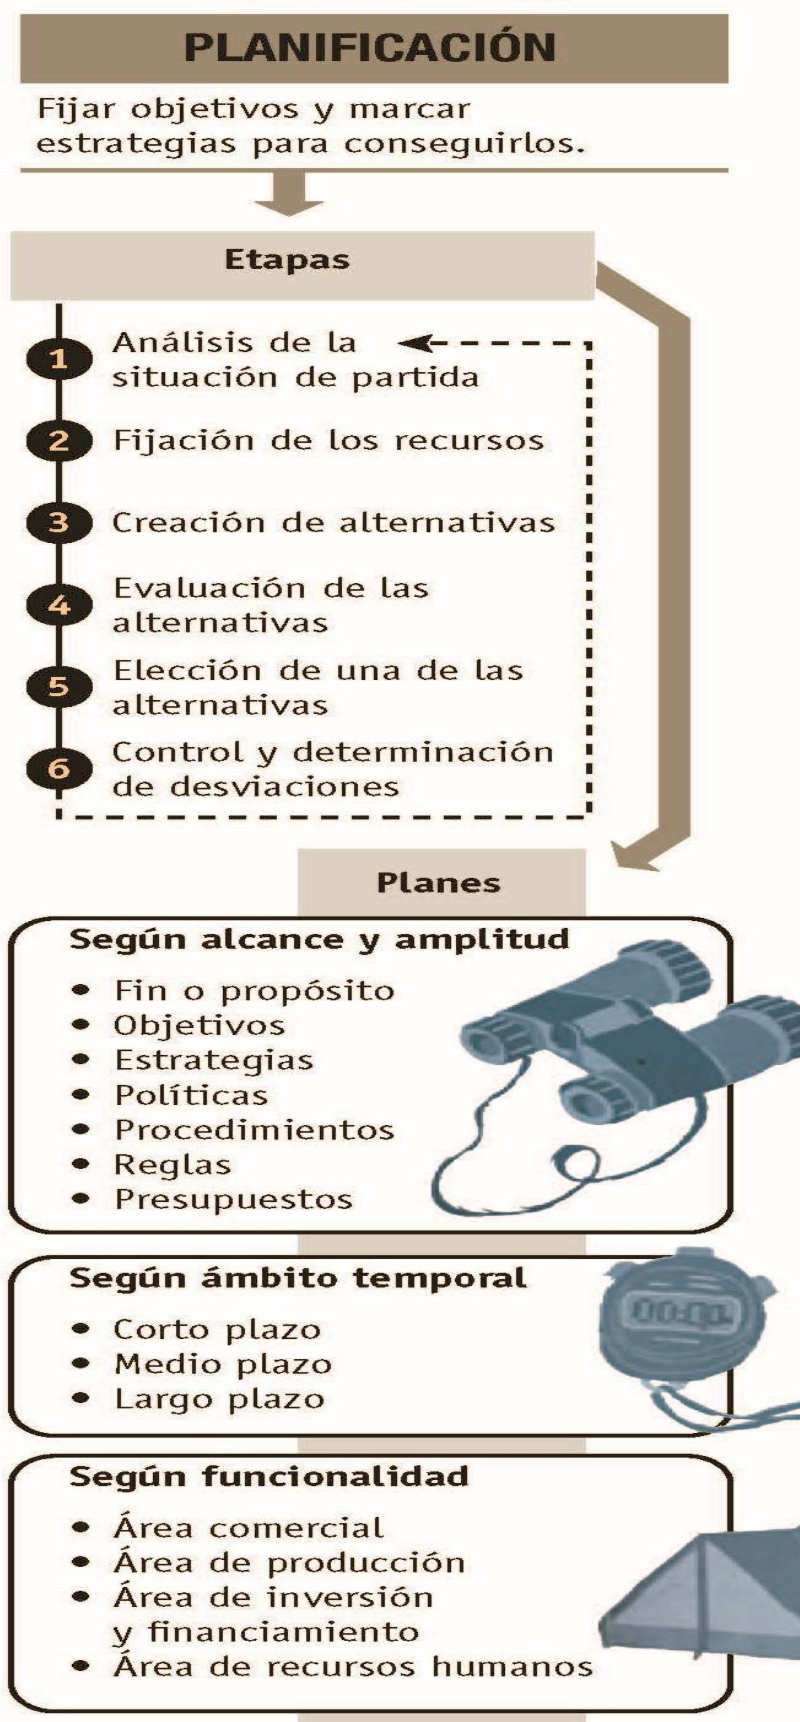 PLANIFICACIÓN
Fijar objetivos y marcar
estrategias para conseguirlos.
Etapas
1 Análisis de la
situación de partida
2 Fijación de los recursos
3 Creación de alternativas
4 Evaluación de las
alternativas
5 Elección de una de las
alternativas
6 Control y determinación
de desviaciones
Planes
Según alcance y amplitud
• Fin o propósito
• Objetivos
• Estrategias
• Políticas
• Procedimientos
• Reglas
• Presupuestos
Según ámbito temporal
• Corto plazo
• Medio plazo
• Largo plazo
Según funcionalidad
• Área comercial
• Área de producción
• Área de inversión
y financiamiento
• Área de recursos humanos